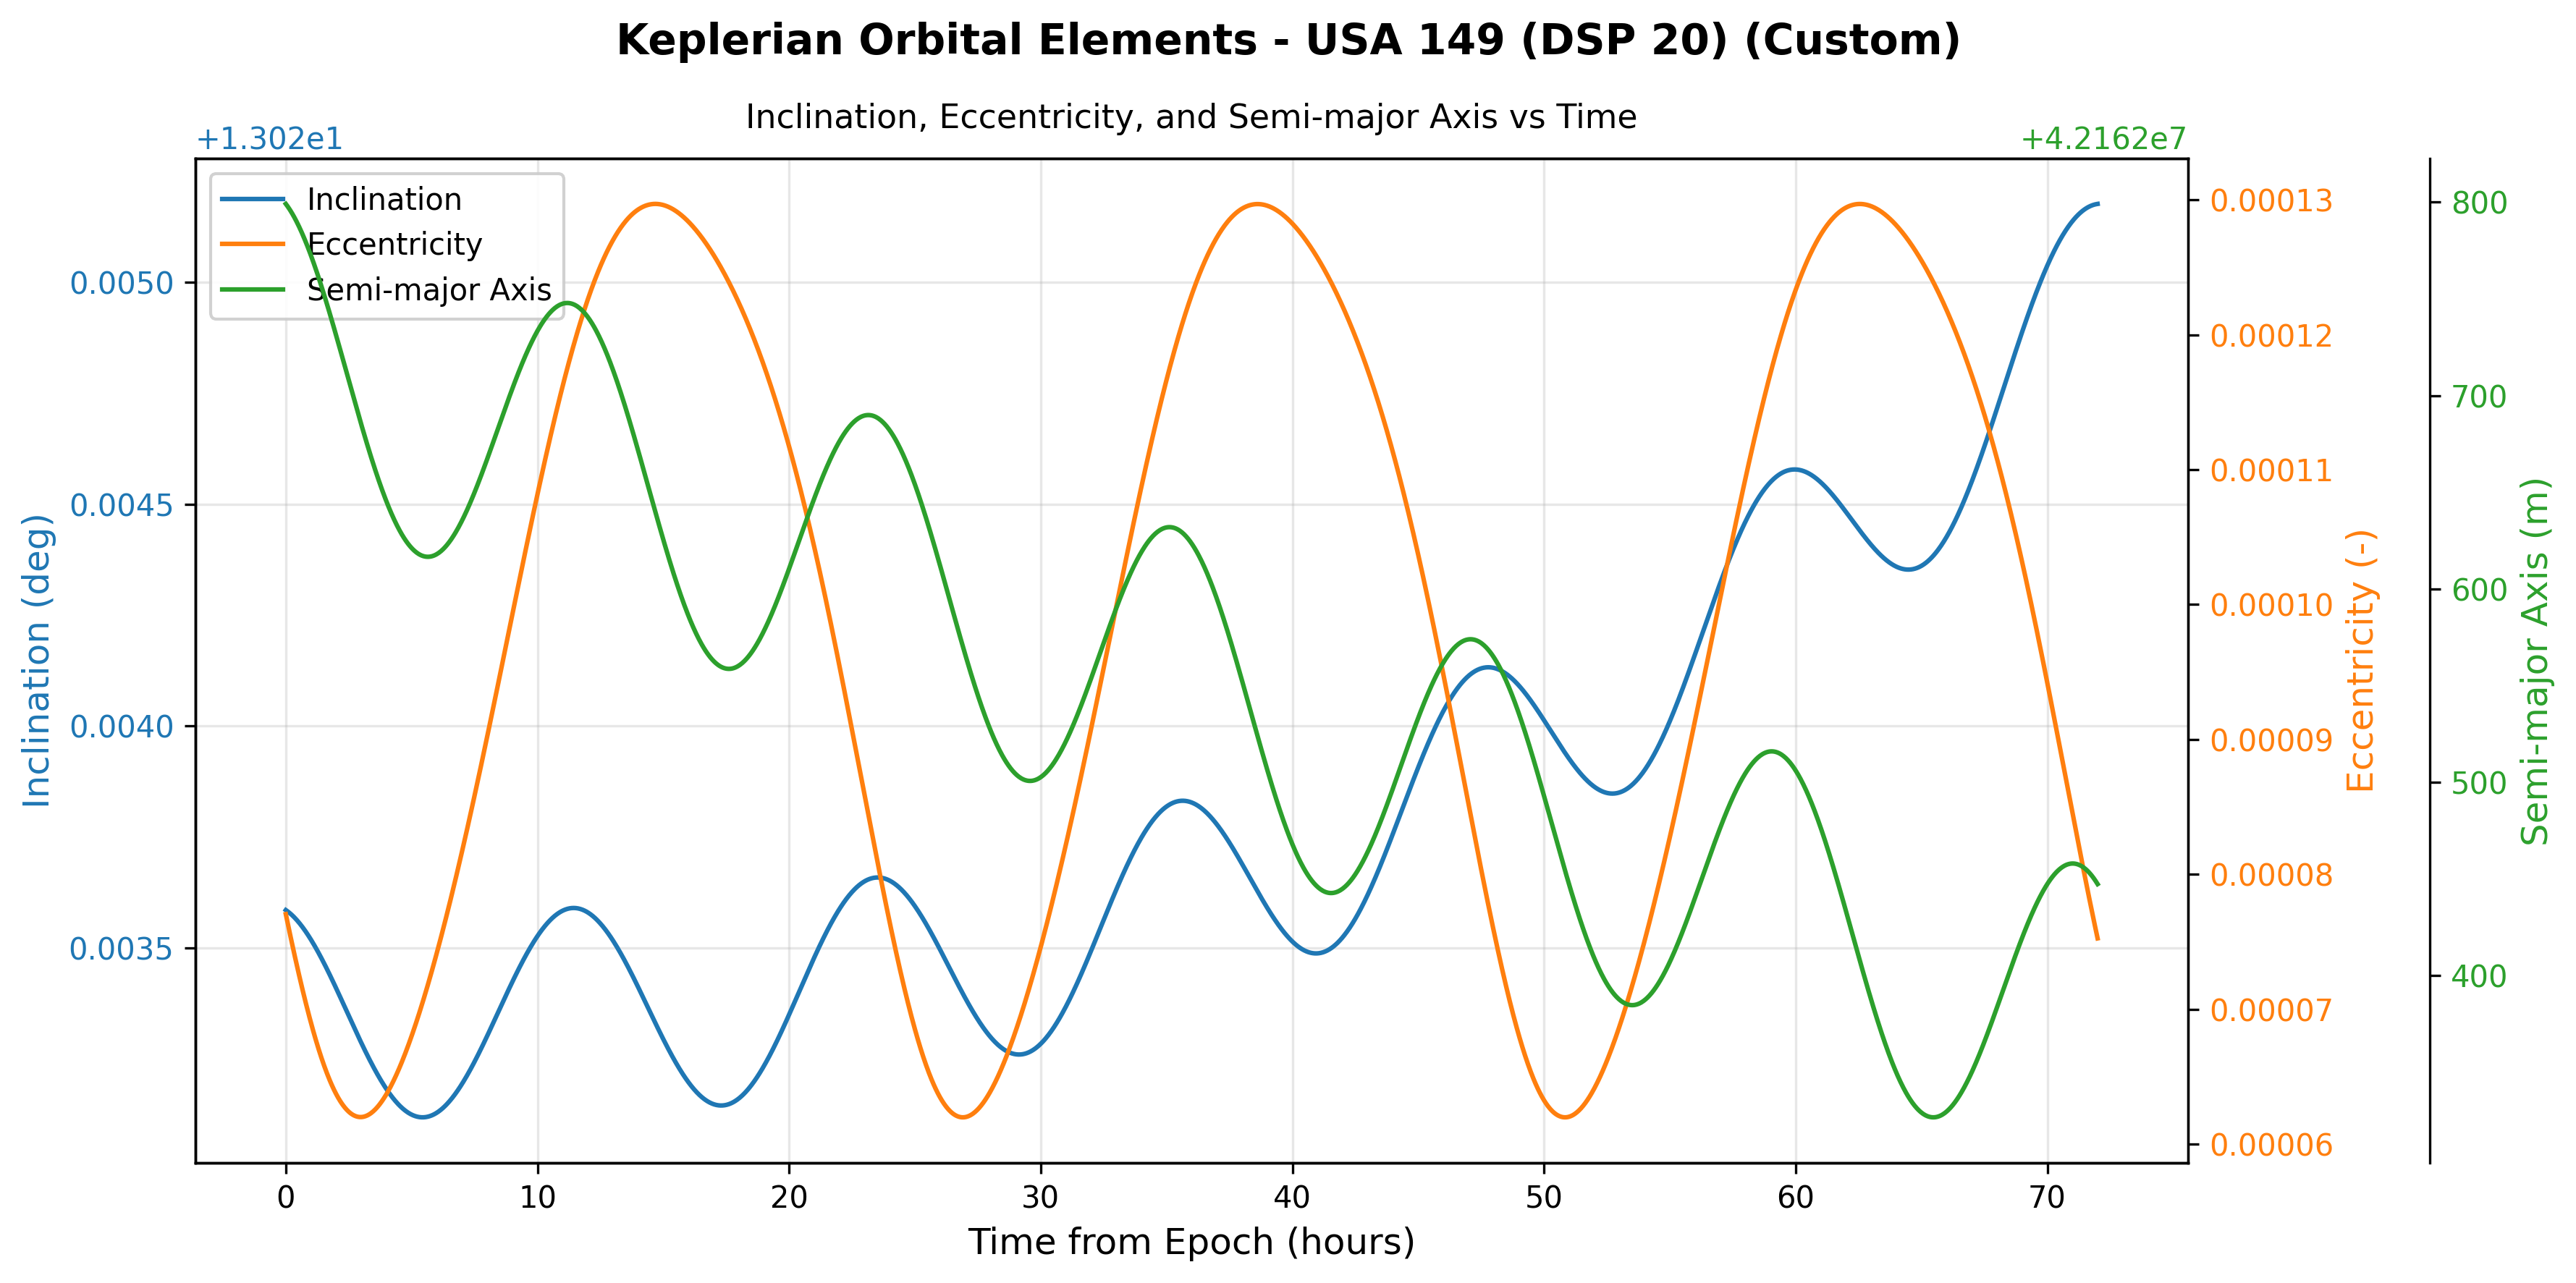 Keplerian Orbital Elements - USA 149 (DSP 20) (Custom)
Inclination, Eccentricity, and Semi-major Axis vs Time
+1.302e1
+4.2162e7
Inclination
Eccentricity
Semi-major Axis
Inclination (deg)
0.0050
0.0045
0.0040
0.0035
0.00013
0.00012
0.00011
0.00010
0.00009
0.00008
0.00007
0.00006
Eccentricity (-)
800
700
600
500
400
Semi-major Axis (m)
0 10 20 30 40 50 60 70
Time from Epoch (hours)